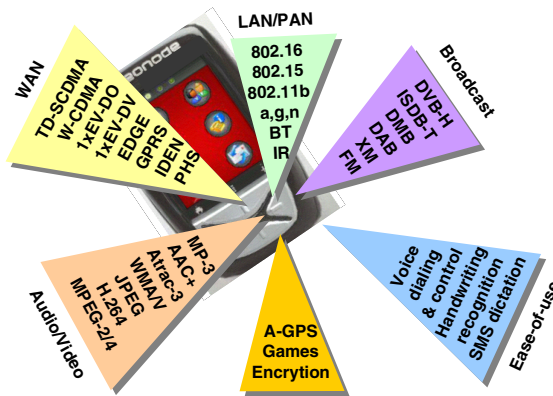 WAN
TD-SCDMA
W-CDMA
1xEV-DO
1xEV-DV
EDGE
GPRS
IDEN
PHS
LAN/PAN
802.16
802.15
802.11b
a,g,n
BT
IR
Broadcast
DVB-H
ISDB-T
DMB
DAB
XM
FM
onode
Audio/Video
MP-3
AAC+
Atrac-3
WMA/V
JPEG
H.264
MPEG-2/4
A-GPS
Games
Encrytion
Voice
dialing
& control
Handwriting
recognition
SMS dictation
Ease-of-use